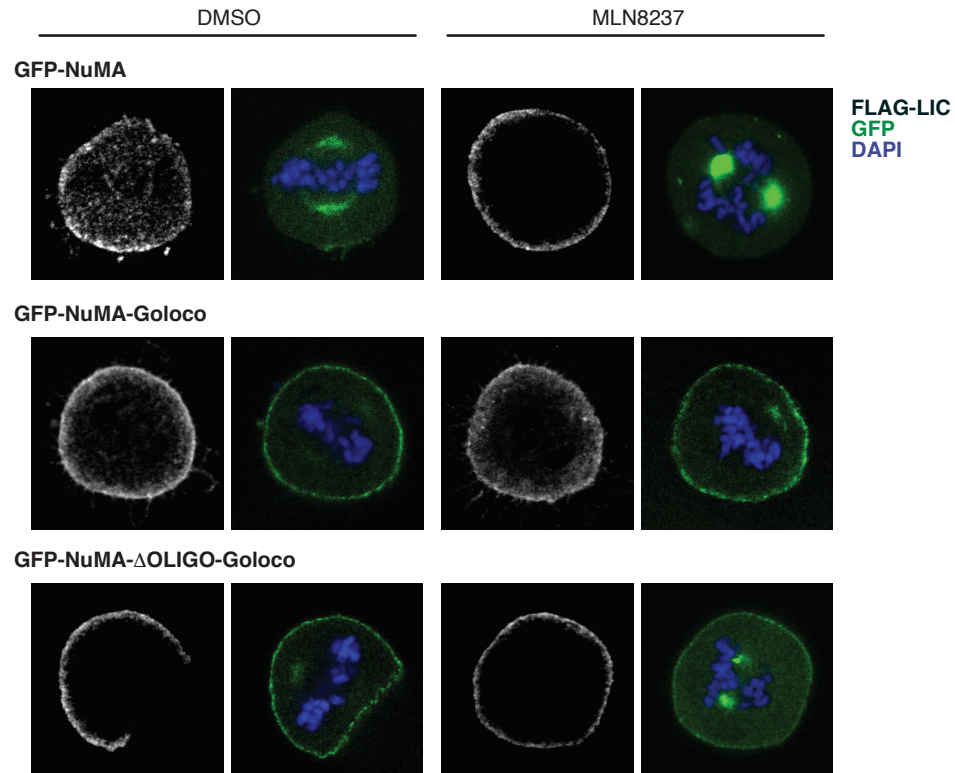 DMSO
MLN8237
GFP-NuMA
FLAG-LIC
GFP
DAPI
GFP-NuMA-Goloco
GFP-NuMA-ΔOLIGO-Goloco